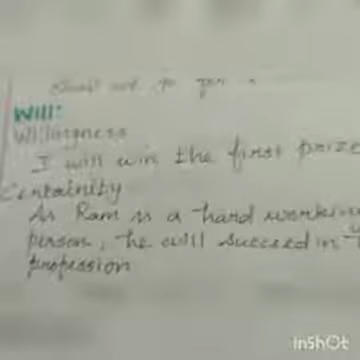 Will:
Willingness
I will win the first prize
Certainity
As Ram is a hard working
person, he will succeed in
profession
InShOt